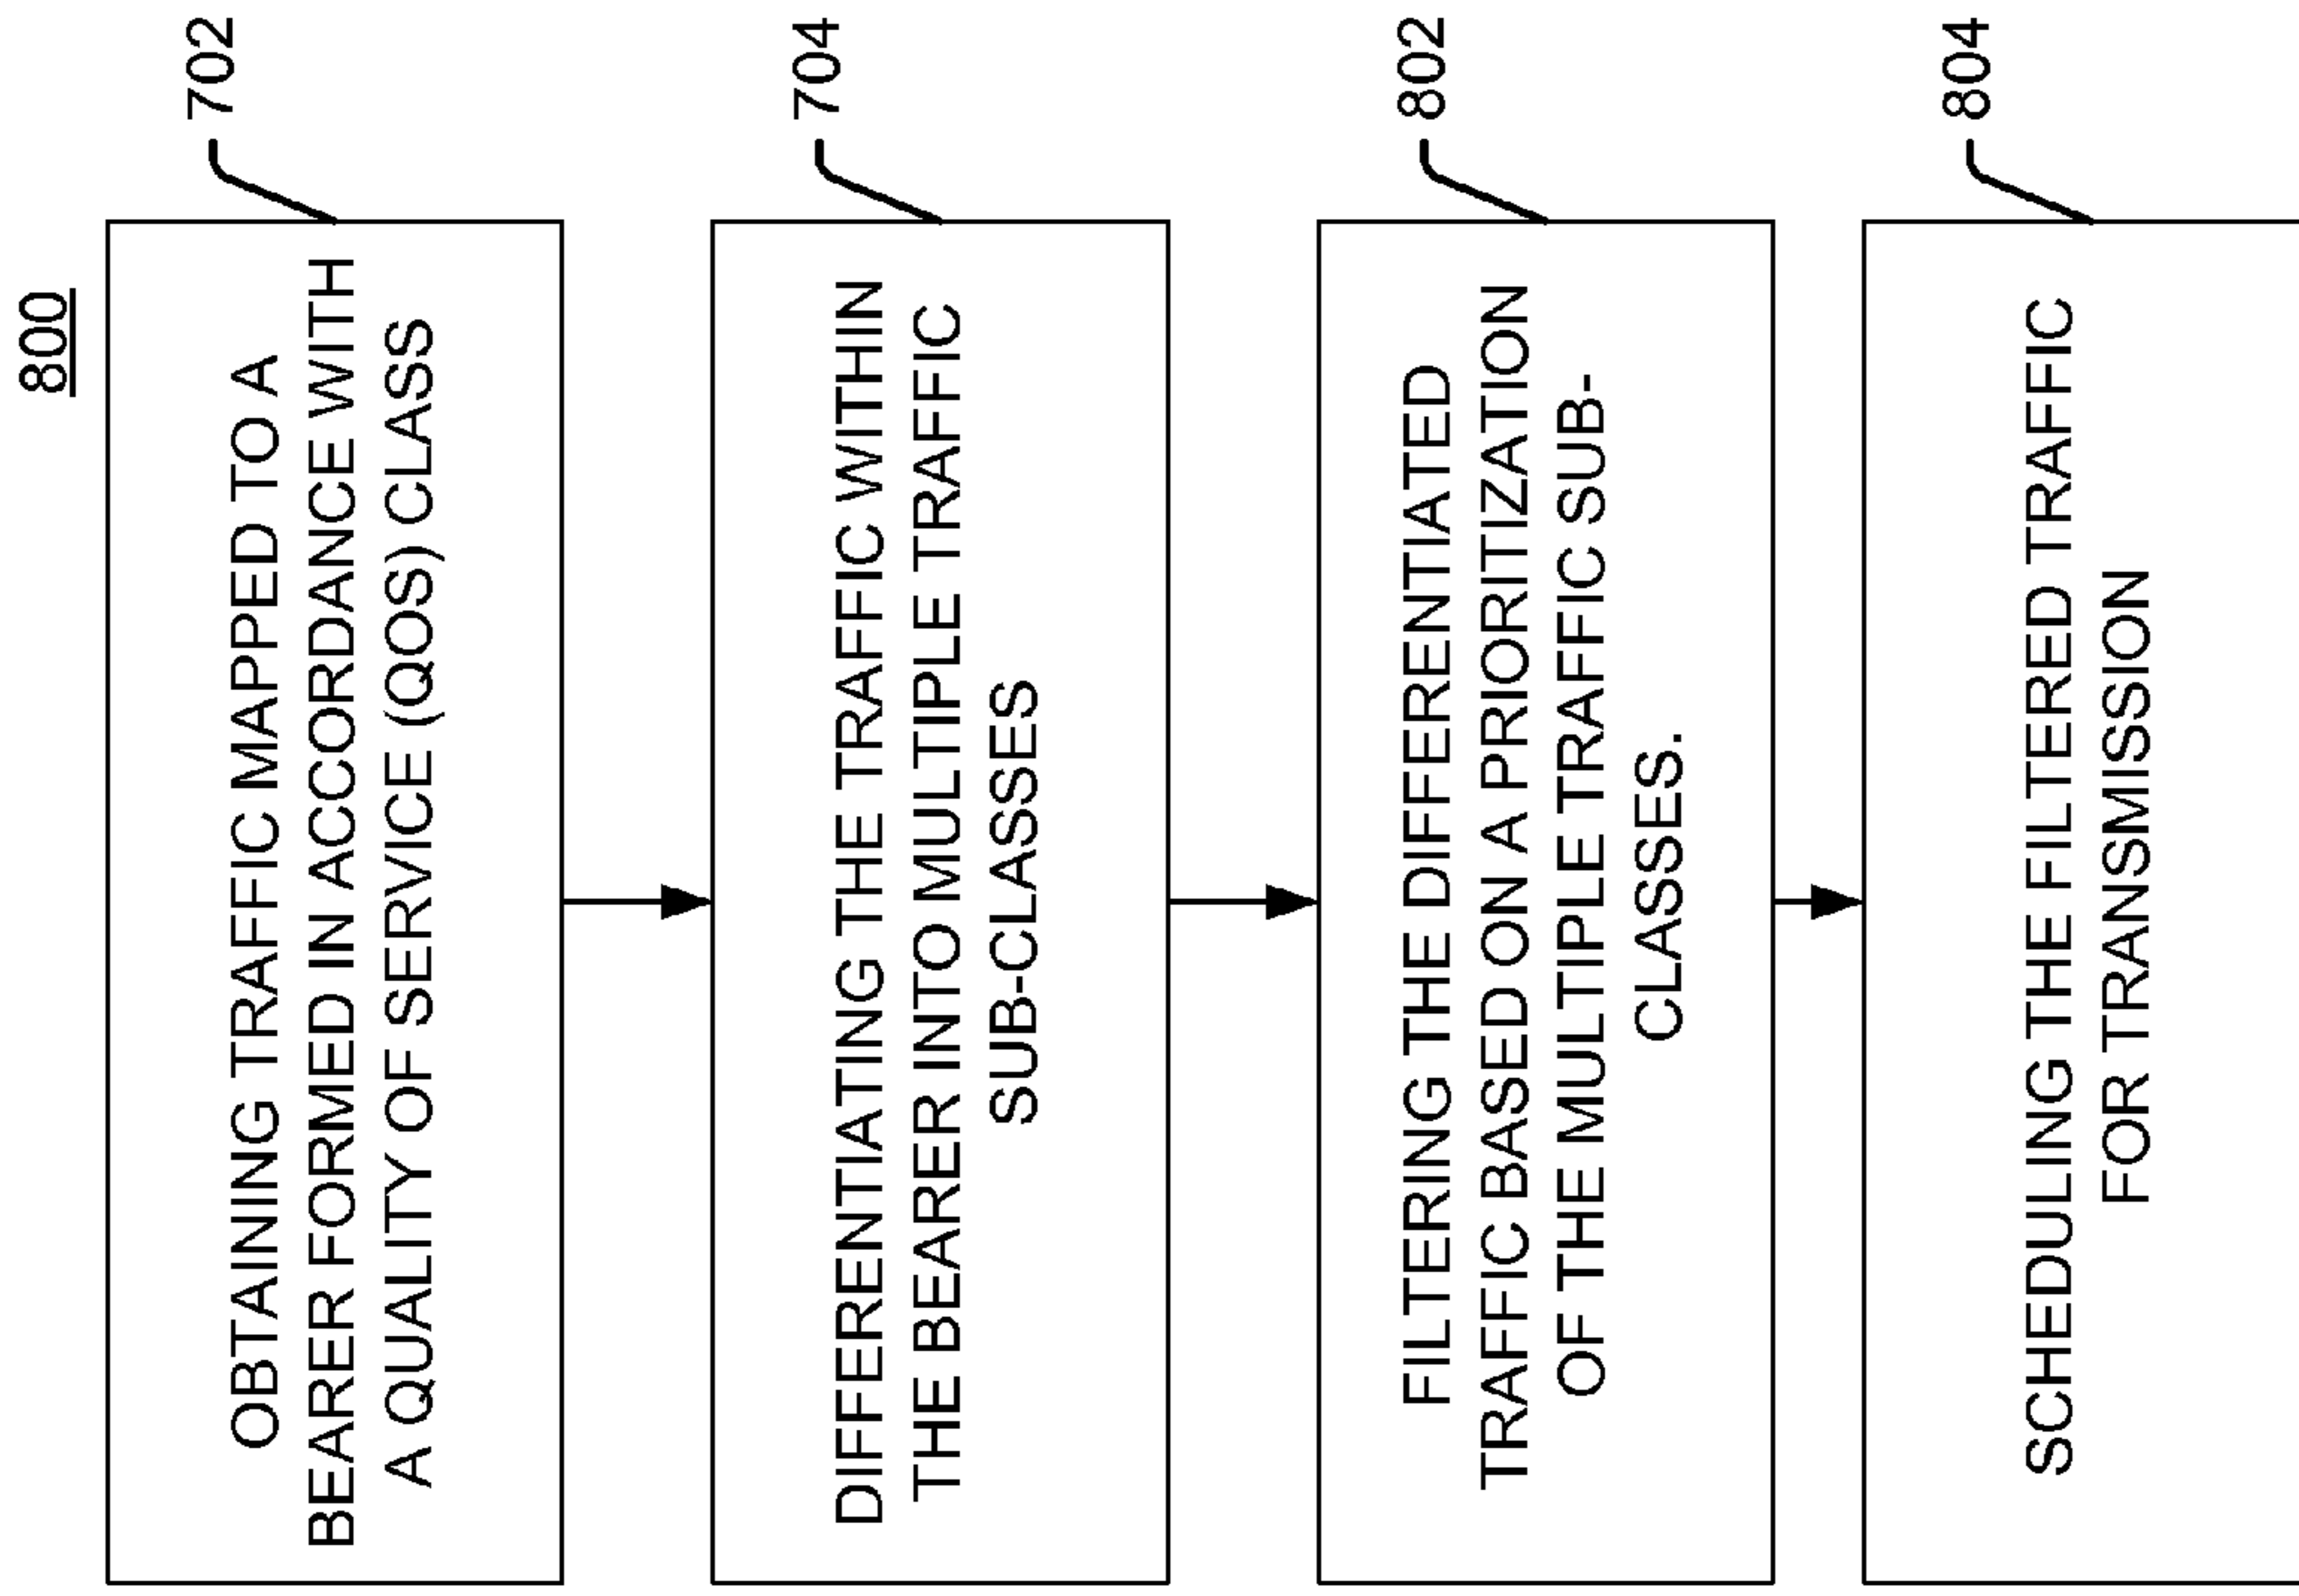 800
OBTAINING TRAFFIC MAPPED TO A
BEARER FORMED IN ACCORDANCE WITH
A QUALITY OF SERVICE (QOS) CLASS
702
DIFFERENTIATING THE TRAFFIC WITHIN
THE BEARER INTO MULTIPLE TRAFFIC
SUB-CLASSES
704
FILTERING THE DIFFERENTIATED
TRAFFIC BASED ON A PRIORITIZATION
OF THE MULTIPLE TRAFFIC SUB-
CLASSES.
802
SCHEDULING THE FILTERED TRAFFIC
FOR TRANSMISSION
804